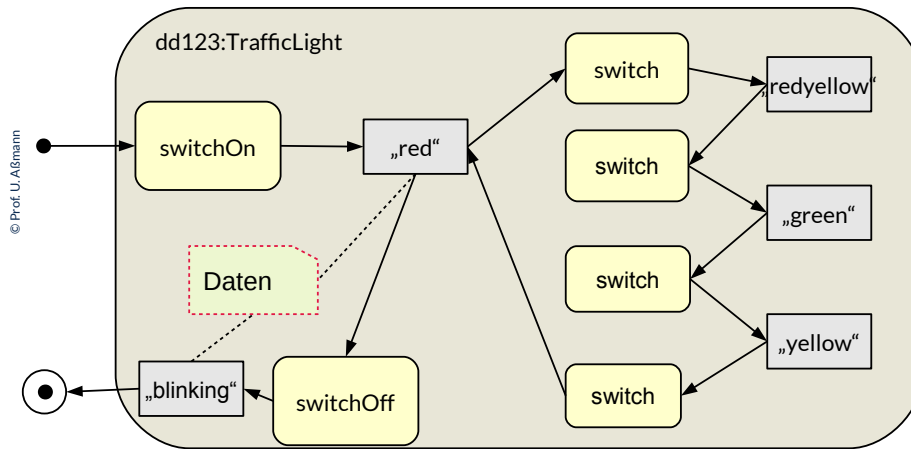 dd123:TrafficLight
© Prof. U. Aßmann
switchOn
„red“
switch
„redyellow“
switch
„green“
switch
„yellow“
switch
Daten
„blinking“
switchOff